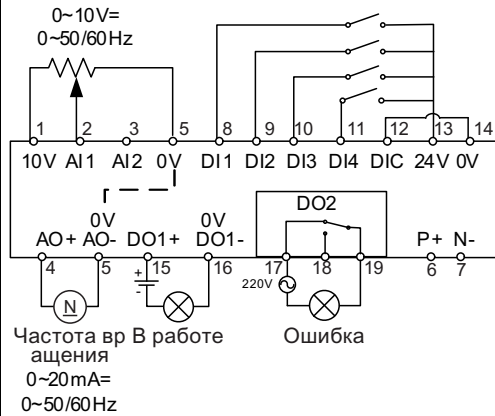 0~10V=
0~50/60Hz
1 2 3 5 8 9 10 11 12 13 14
10V AI1 AI2 0V DI1 DI2 DI3 DI4 DIC 24V 0V
0V 0V DO2
AO+ AO- DO1+ DO1- P+ N-
4 5 15 16 17 18 19 6 7
+
-
220V
N
Частота вр В работе Ошибка
ащения
0~20mA=
0~50/60Hz